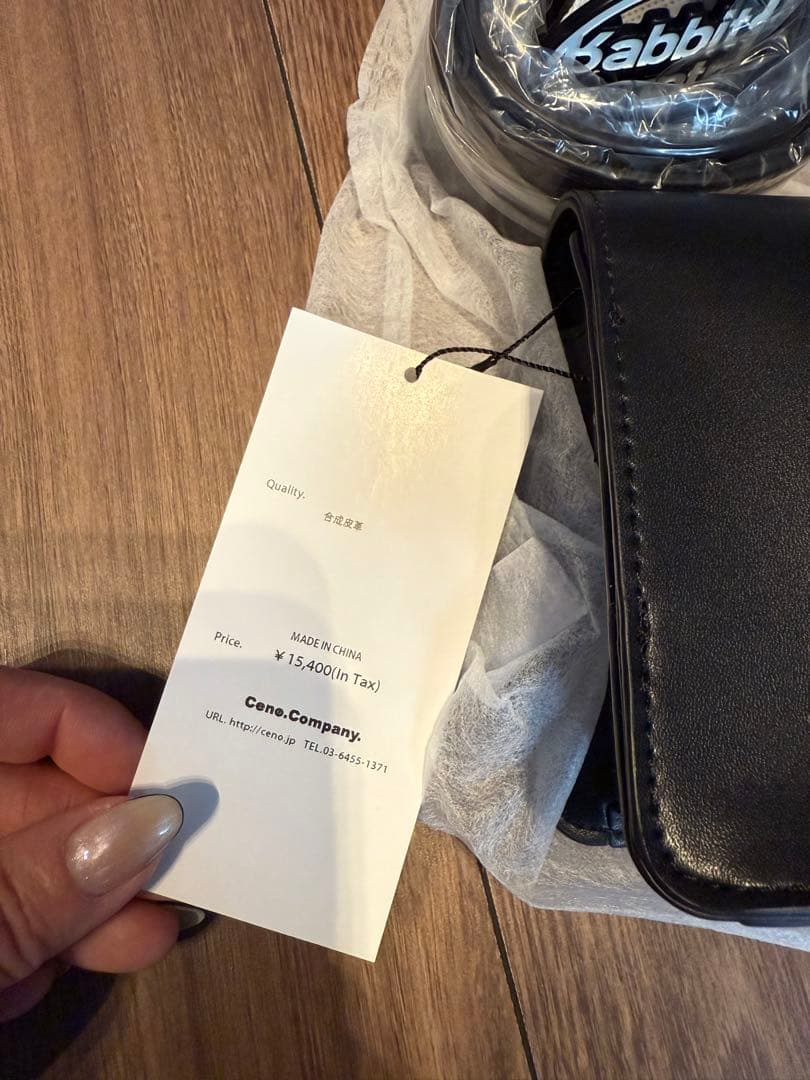 Rabbit
Quality.
合成皮革
MADE IN CHINA
Price.
¥15,400(In Tax)
Ceno.Company.
URL. http://ceno.jp TEL.03-6455-1371